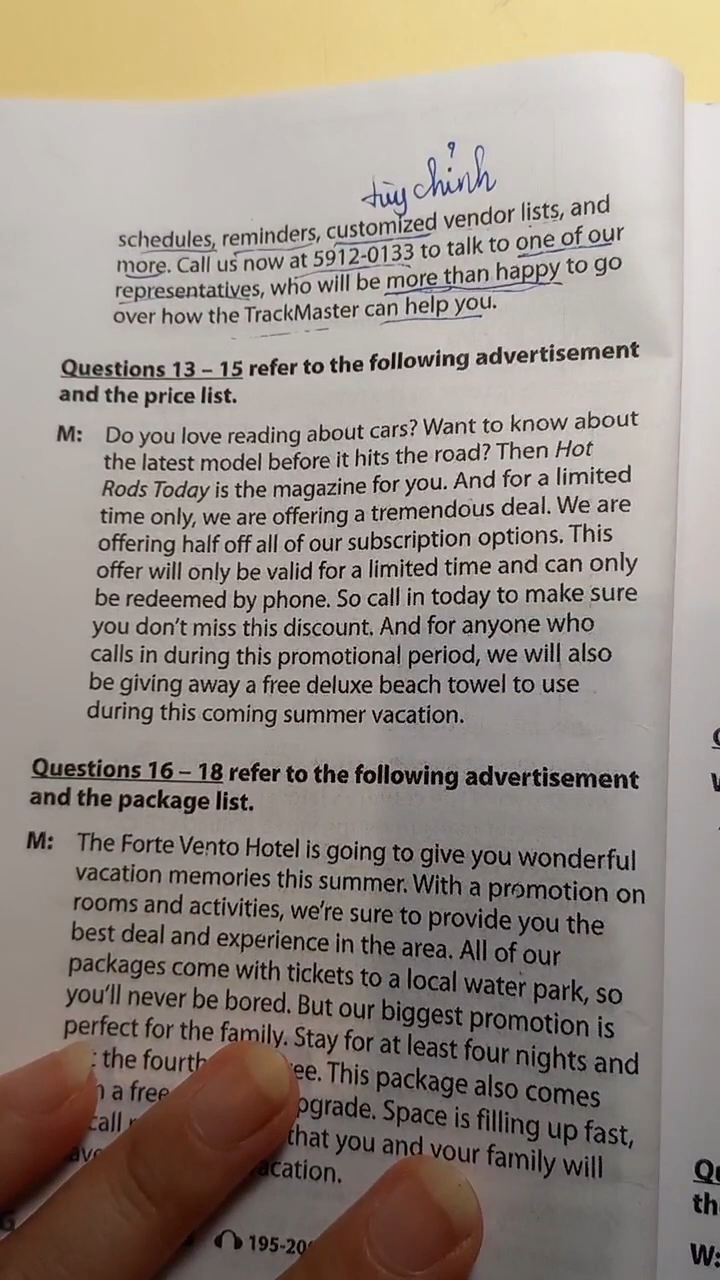 tùy chỉnh
schedules, reminders, customized vendor lists, and
more. Call us now at 5912-0133 to talk to one of our
representatives, who will be more than happy to go
over how the TrackMaster can help you.
Questions 13 – 15 refer to the following advertisement
and the price list.
M: Do you love reading about cars? Want to know about
the latest model before it hits the road? Then Hot
Rods Today is the magazine for you. And for a limited
time only, we are offering a tremendous deal. We are
offering half off all of our subscription options. This
offer will only be valid for a limited time and can only
be redeemed by phone. So call in today to make sure
you don't miss this discount. And for anyone who
calls in during this promotional period, we will also
be giving away a free deluxe beach towel to use
during this coming summer vacation.
Questions 16 – 18 refer to the following advertisement
and the package list.
M: The Forte Vento Hotel is going to give you wonderful
vacation memories this summer. With a promotion on
rooms and activities, we're sure to provide you the
best deal and experience in the area. All of our
packages come with tickets to a local water park, so
you'll never be bored. But our biggest promotion is
perfect for the family. Stay for at least four nights and
the fourth This package also comes
a free Space is filling up fast,
call that you and your family will
W: